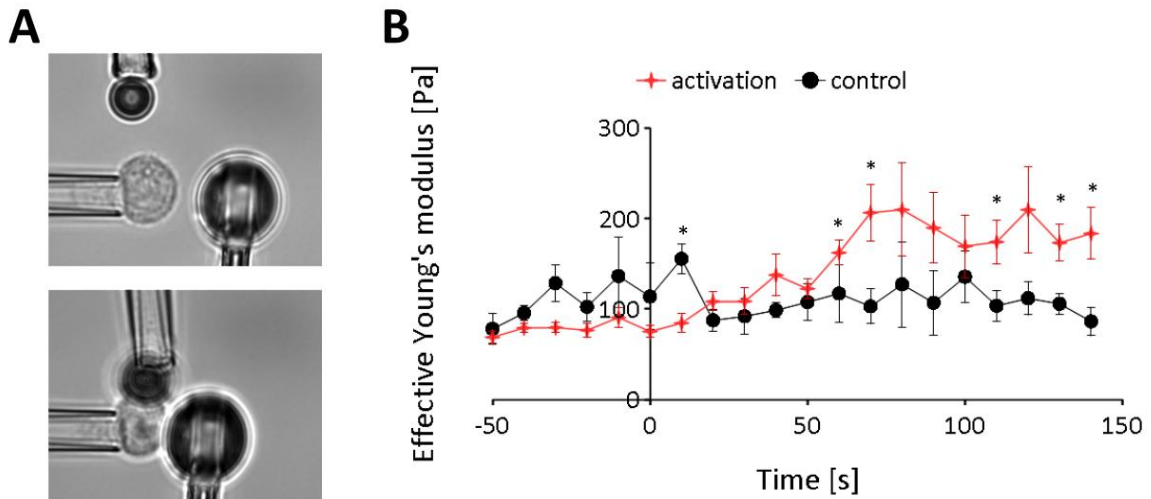 A
B
activation control
Effective Young's modulus [Pa]
300
200
100
0
* * * * * *
-50 0 50 100 150
Time [s]